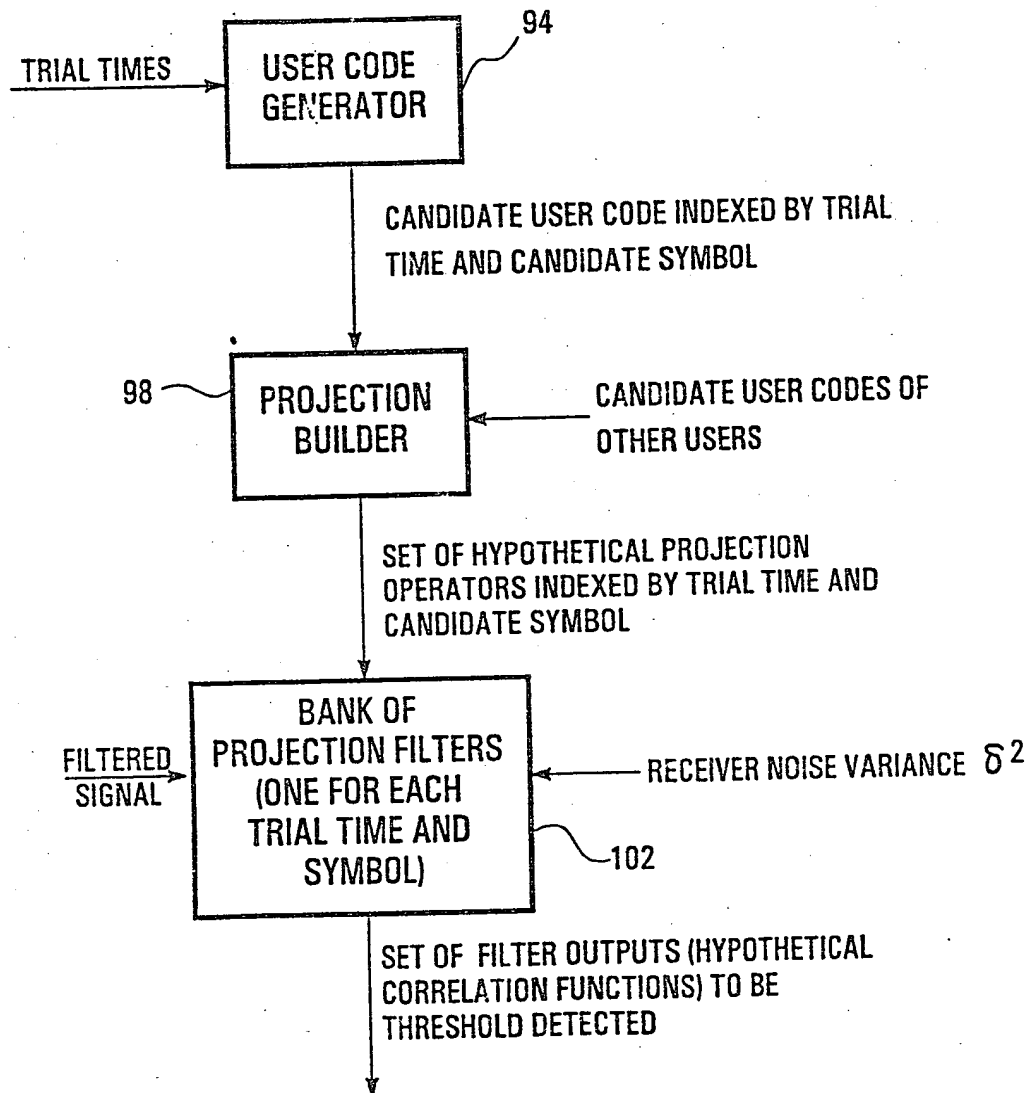 94
TRIAL TIMES
USER CODE
GENERATOR
CANDIDATE USER CODE INDEXED BY TRIAL
TIME AND CANDIDATE SYMBOL
98
PROJECTION
BUILDER
CANDIDATE USER CODES OF
OTHER USERS
SET OF HYPOTHETICAL PROJECTION
OPERATORS INDEXED BY TRIAL TIME AND
CANDIDATE SYMBOL
FILTERED
SIGNAL
BANK OF
PROJECTION FILTERS
(ONE FOR EACH
TRIAL TIME AND
SYMBOL)
RECEIVER NOISE VARIANCE δ²
102
SET OF FILTER OUTPUTS (HYPOTHETICAL
CORRELATION FUNCTIONS) TO BE
THRESHOLD DETECTED